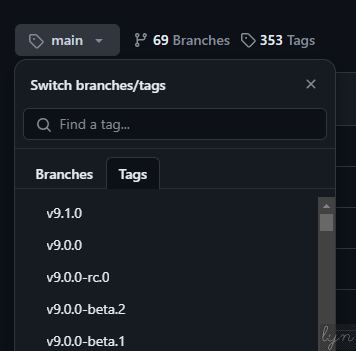 main
69 Branches
353 Tags
Switch branches/tags
Find a tag...
Branches
Tags
v9.1.0
v9.0.0
v9.0.0-rc.0
v9.0.0-beta.2
v9.0.0-beta.1
lyn